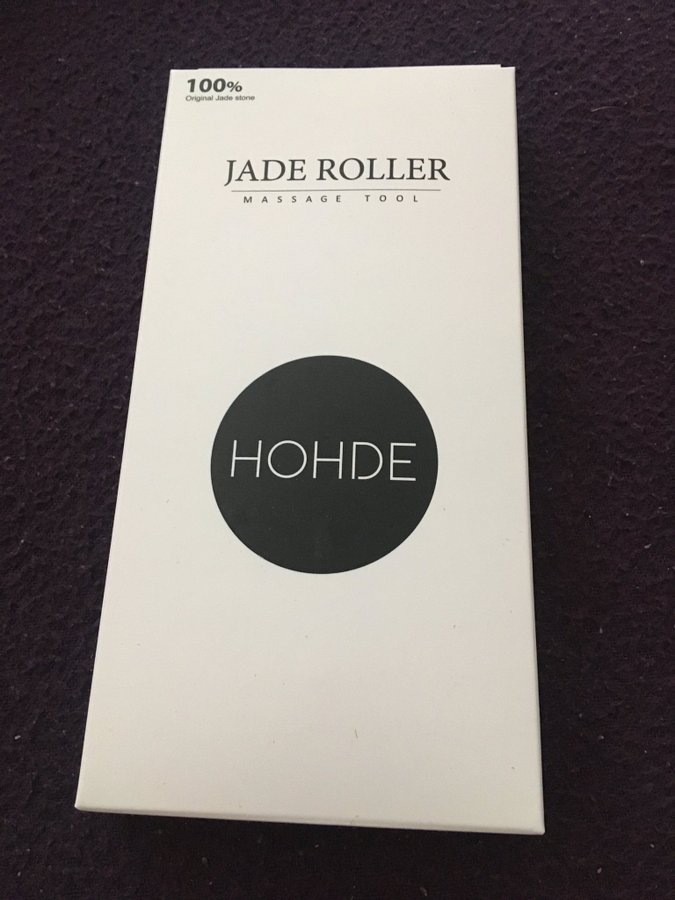 100%
Original Jade stone
JADE ROLLER
MASSAGE TOOL
HOHDE